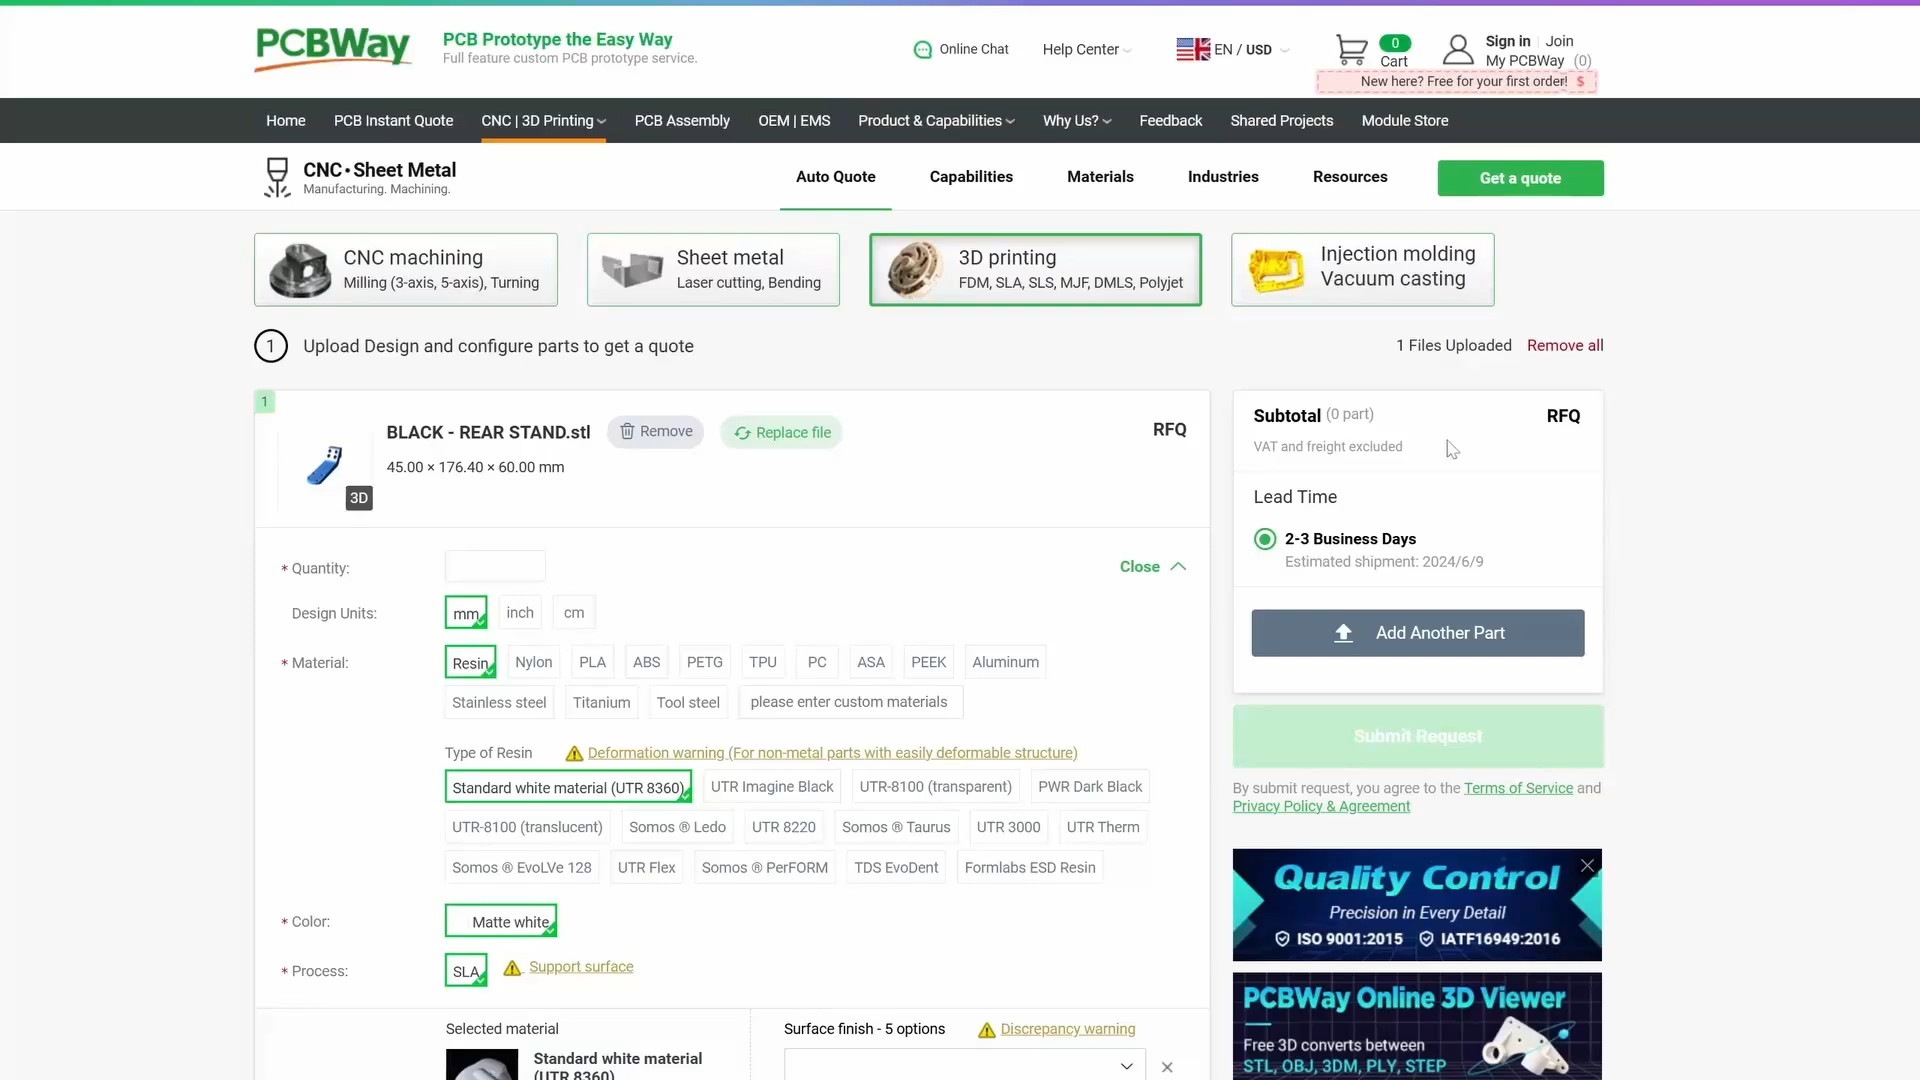 PCBWay
PCB Prototype the Easy Way
Full feature custom PCB prototype service.
Online Chat
Help Center
EN / USD
0
Cart
Sign in
Join
My PCBWay (0)
New here? Free for your first order! $
Home
PCB Instant Quote
CNC | 3D Printing
PCB Assembly
OEM | EMS
Product & Capabilities
Why Us?
Feedback
Shared Projects
Module Store
CNC•Sheet Metal
Manufacturing. Machining.
Auto Quote
Capabilities
Materials
Industries
Resources
Get a quote
CNC machining
Milling (3-axis, 5-axis), Turning
Sheet metal
Laser cutting, Bending
3D printing
FDM, SLA, SLS, MJF, DMLS, Polyjet
Injection molding
Vacuum casting
1
Upload Design and configure parts to get a quote
1 Files Uploaded
Remove all
1
BLACK - REAR STAND.stl
Remove
Replace file
RFQ
45.00 × 176.40 × 60.00 mm
3D
* Quantity:
Close
Design Units:
mm
inch
cm
* Material:
Resin
Nylon
PLA
ABS
PETG
TPU
PC
ASA
PEEK
Aluminum
Stainless steel
Titanium
Tool steel
please enter custom materials
Type of Resin
Deformation warning (For non-metal parts with easily deformable structure)
Standard white material (UTR 8360)
UTR Imagine Black
UTR-8100 (transparent)
PWR Dark Black
UTR-8100 (translucent)
Somos ® Ledo
UTR 8220
Somos ® Taurus
UTR 3000
UTR Therm
Somos ® EvoLVe 128
UTR Flex
Somos ® PerFORM
TDS EvoDent
Formlabs ESD Resin
* Color:
Matte white
* Process:
SLA
Support surface
Selected material
Standard white material
(UTR 8360)
Surface finish - 5 options
Discrepancy warning
Subtotal (0 part)
RFQ
VAT and freight excluded
Lead Time
2-3 Business Days
Estimated shipment: 2024/6/9
Add Another Part
Submit Request
By submit request, you agree to the Terms of Service and
Privacy Policy & Agreement
Quality Control
Precision in Every Detail
ISO 9001:2015
IATF16949:2016
PCBWay Online 3D Viewer
Free 3D converts between
STL, OBJ, 3DM, PLY, STEP